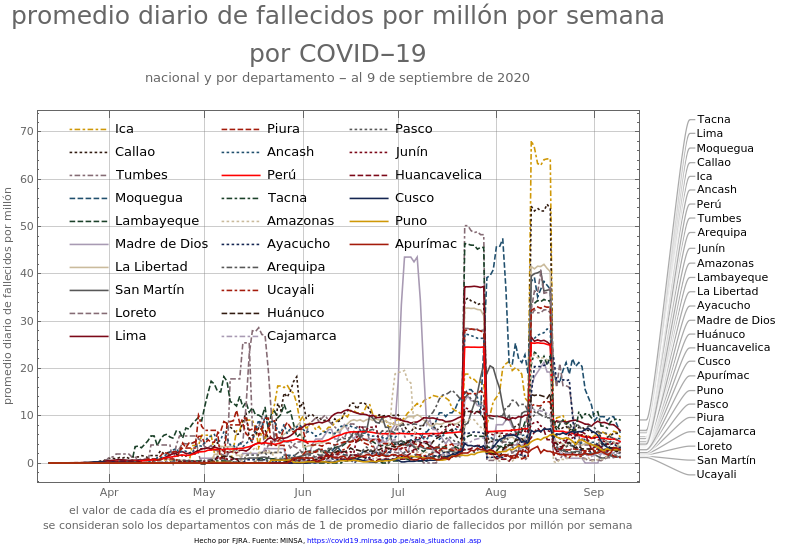 promedio diario de fallecidos por millón por semana
por COVID−19
nacional y por departamento − al 9 de septiembre de 2020
promedio diario de fallecidos por millón
70
60
50
40
30
20
10
0
Ica
Callao
Tumbes
Moquegua
Lambayeque
Madre de Dios
La Libertad
San Martín
Loreto
Lima
Piura
Ancash
Perú
Tacna
Amazonas
Ayacucho
Arequipa
Ucayali
Huánuco
Cajamarca
Pasco
Junín
Huancavelica
Cusco
Puno
Apurímac
Tacna
Lima
Moquegua
Callao
Ica
Ancash
Perú
Tumbes
Arequipa
Junín
Amazonas
Lambayeque
La Libertad
Ayacucho
Madre de Dios
Huánuco
Huancavelica
Cusco
Apurímac
Puno
Pasco
Piura
Cajamarca
Loreto
San Martín
Ucayali
Apr May Jun Jul Aug Sep
el valor de cada día es el promedio diario de fallecidos por millón reportados durante una semana
se consideran solo los departamentos con más de 1 de promedio diario de fallecidos por millón por semana
Hecho por FJRA. Fuente: MINSA, https://covid19.minsa.gob.pe/sala_situacional .asp